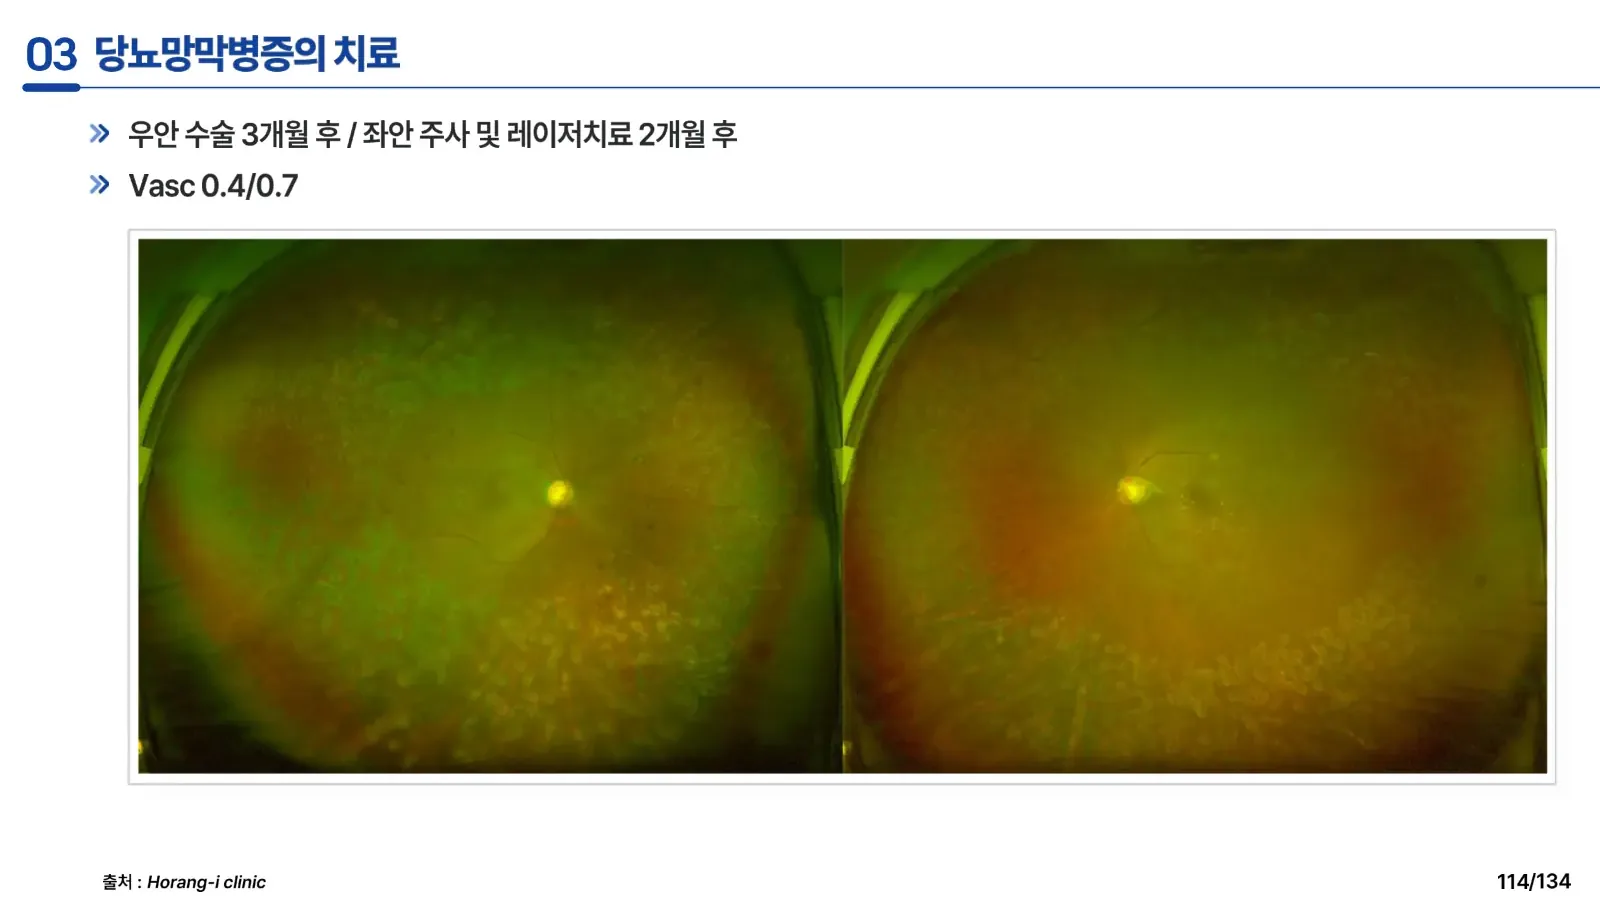 03 당뇨망막병증의 치료
우안 수술 3개월 후 / 좌안 주사 및 레이저치료 2개월 후
Vasc 0.4/0.7
출처 : Horang-i clinic
114/134